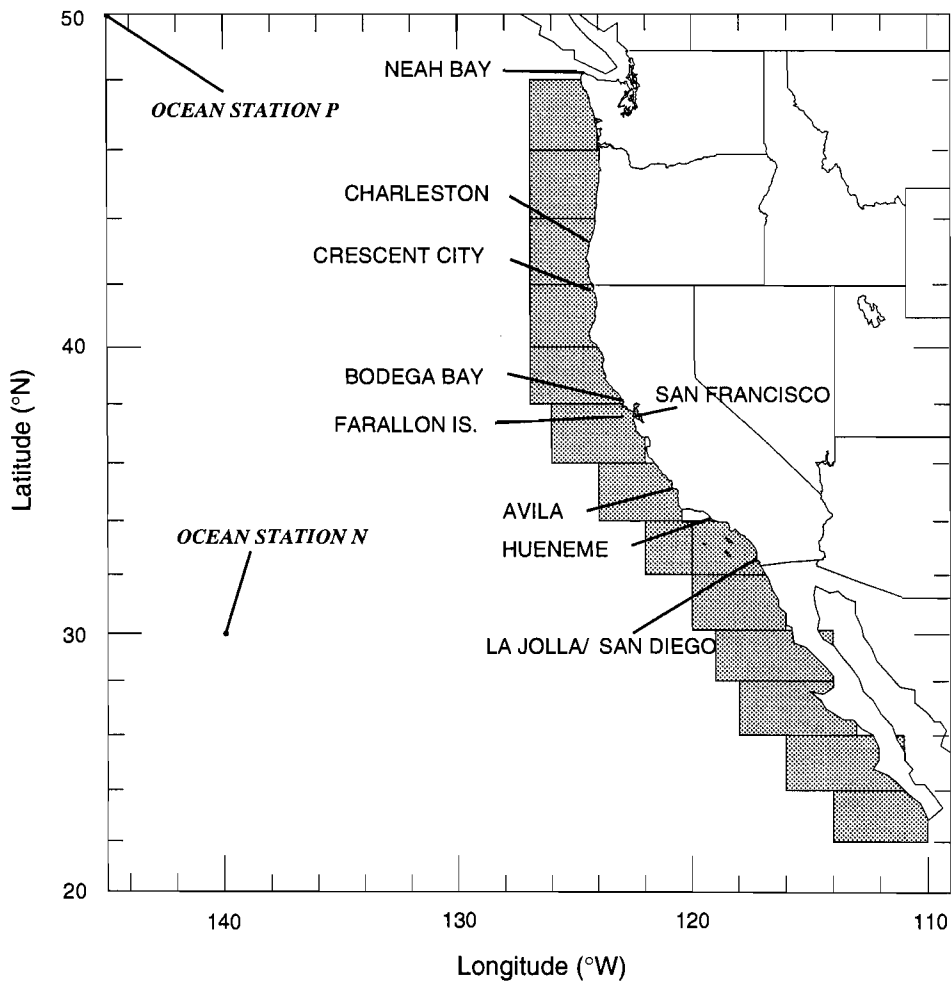 50
NEAH BAY
OCEAN STATION P
CHARLESTON
CRESCENT CITY
40
BODEGA BAY
SAN FRANCISCO
FARALLON IS.
Latitude (°N)
AVILA
OCEAN STATION N
HUENEME
30
LA JOLLA/ SAN DIEGO
20
140
130
120
110
Longitude (°W)